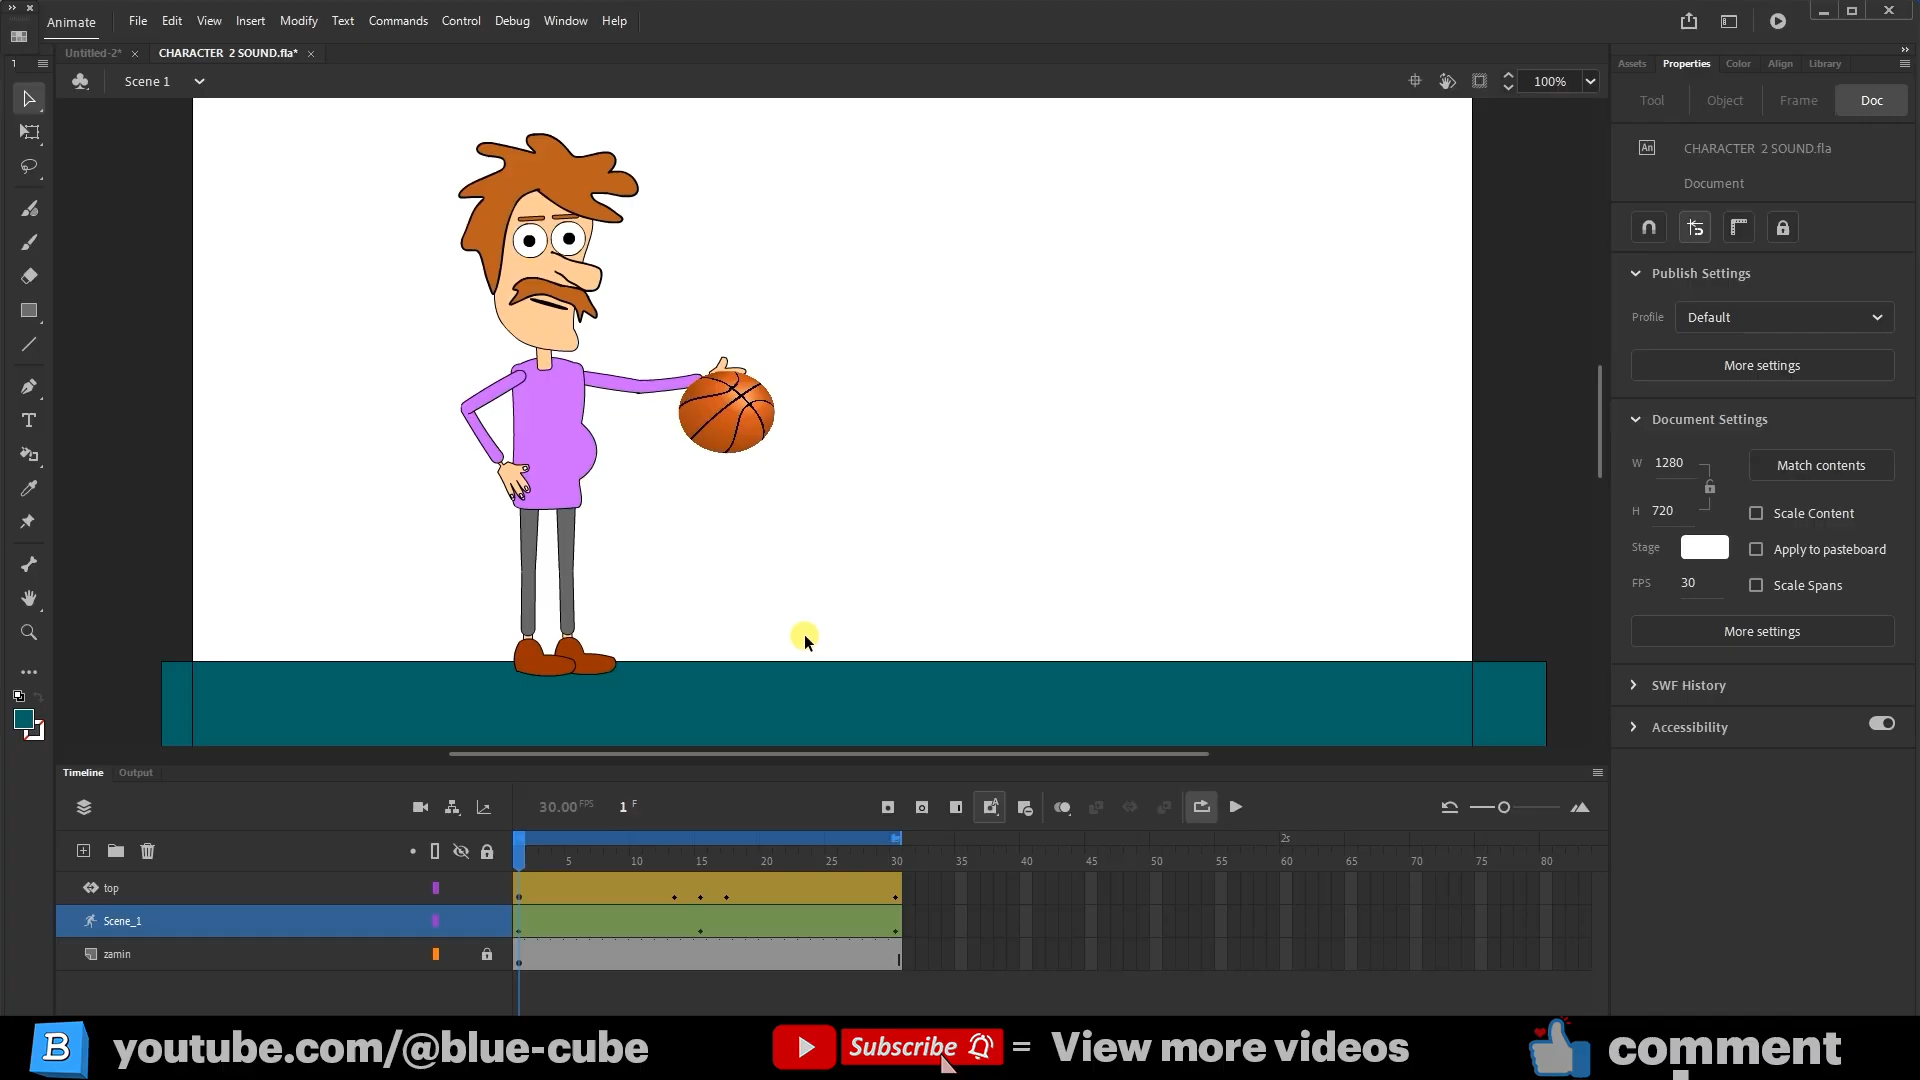 Animate File Edit View Insert Modify Text Commands Control Debug Window Help
Untitled-2* × CHARACTER 2 SOUND.fla* ×
Scene 1 100%
Assets Properties Color Align Library
Tool Object Frame Doc
An CHARACTER 2 SOUND.fla
Document
Publish Settings
Profile Default
More settings
Document Settings
W 1280 Match contents
H 720 Scale Content
Stage Apply to pasteboard
FPS 30 Scale Spans
More settings
SWF History
Accessibility
Timeline Output
30.00 FPS 1 F
2s
5 10 15 20 25 30 35 40 45 50 55 60 65 70 75 80
top
Scene_1
zamin
B youtube.com/@blue-cube Subscribe = View more videos comment